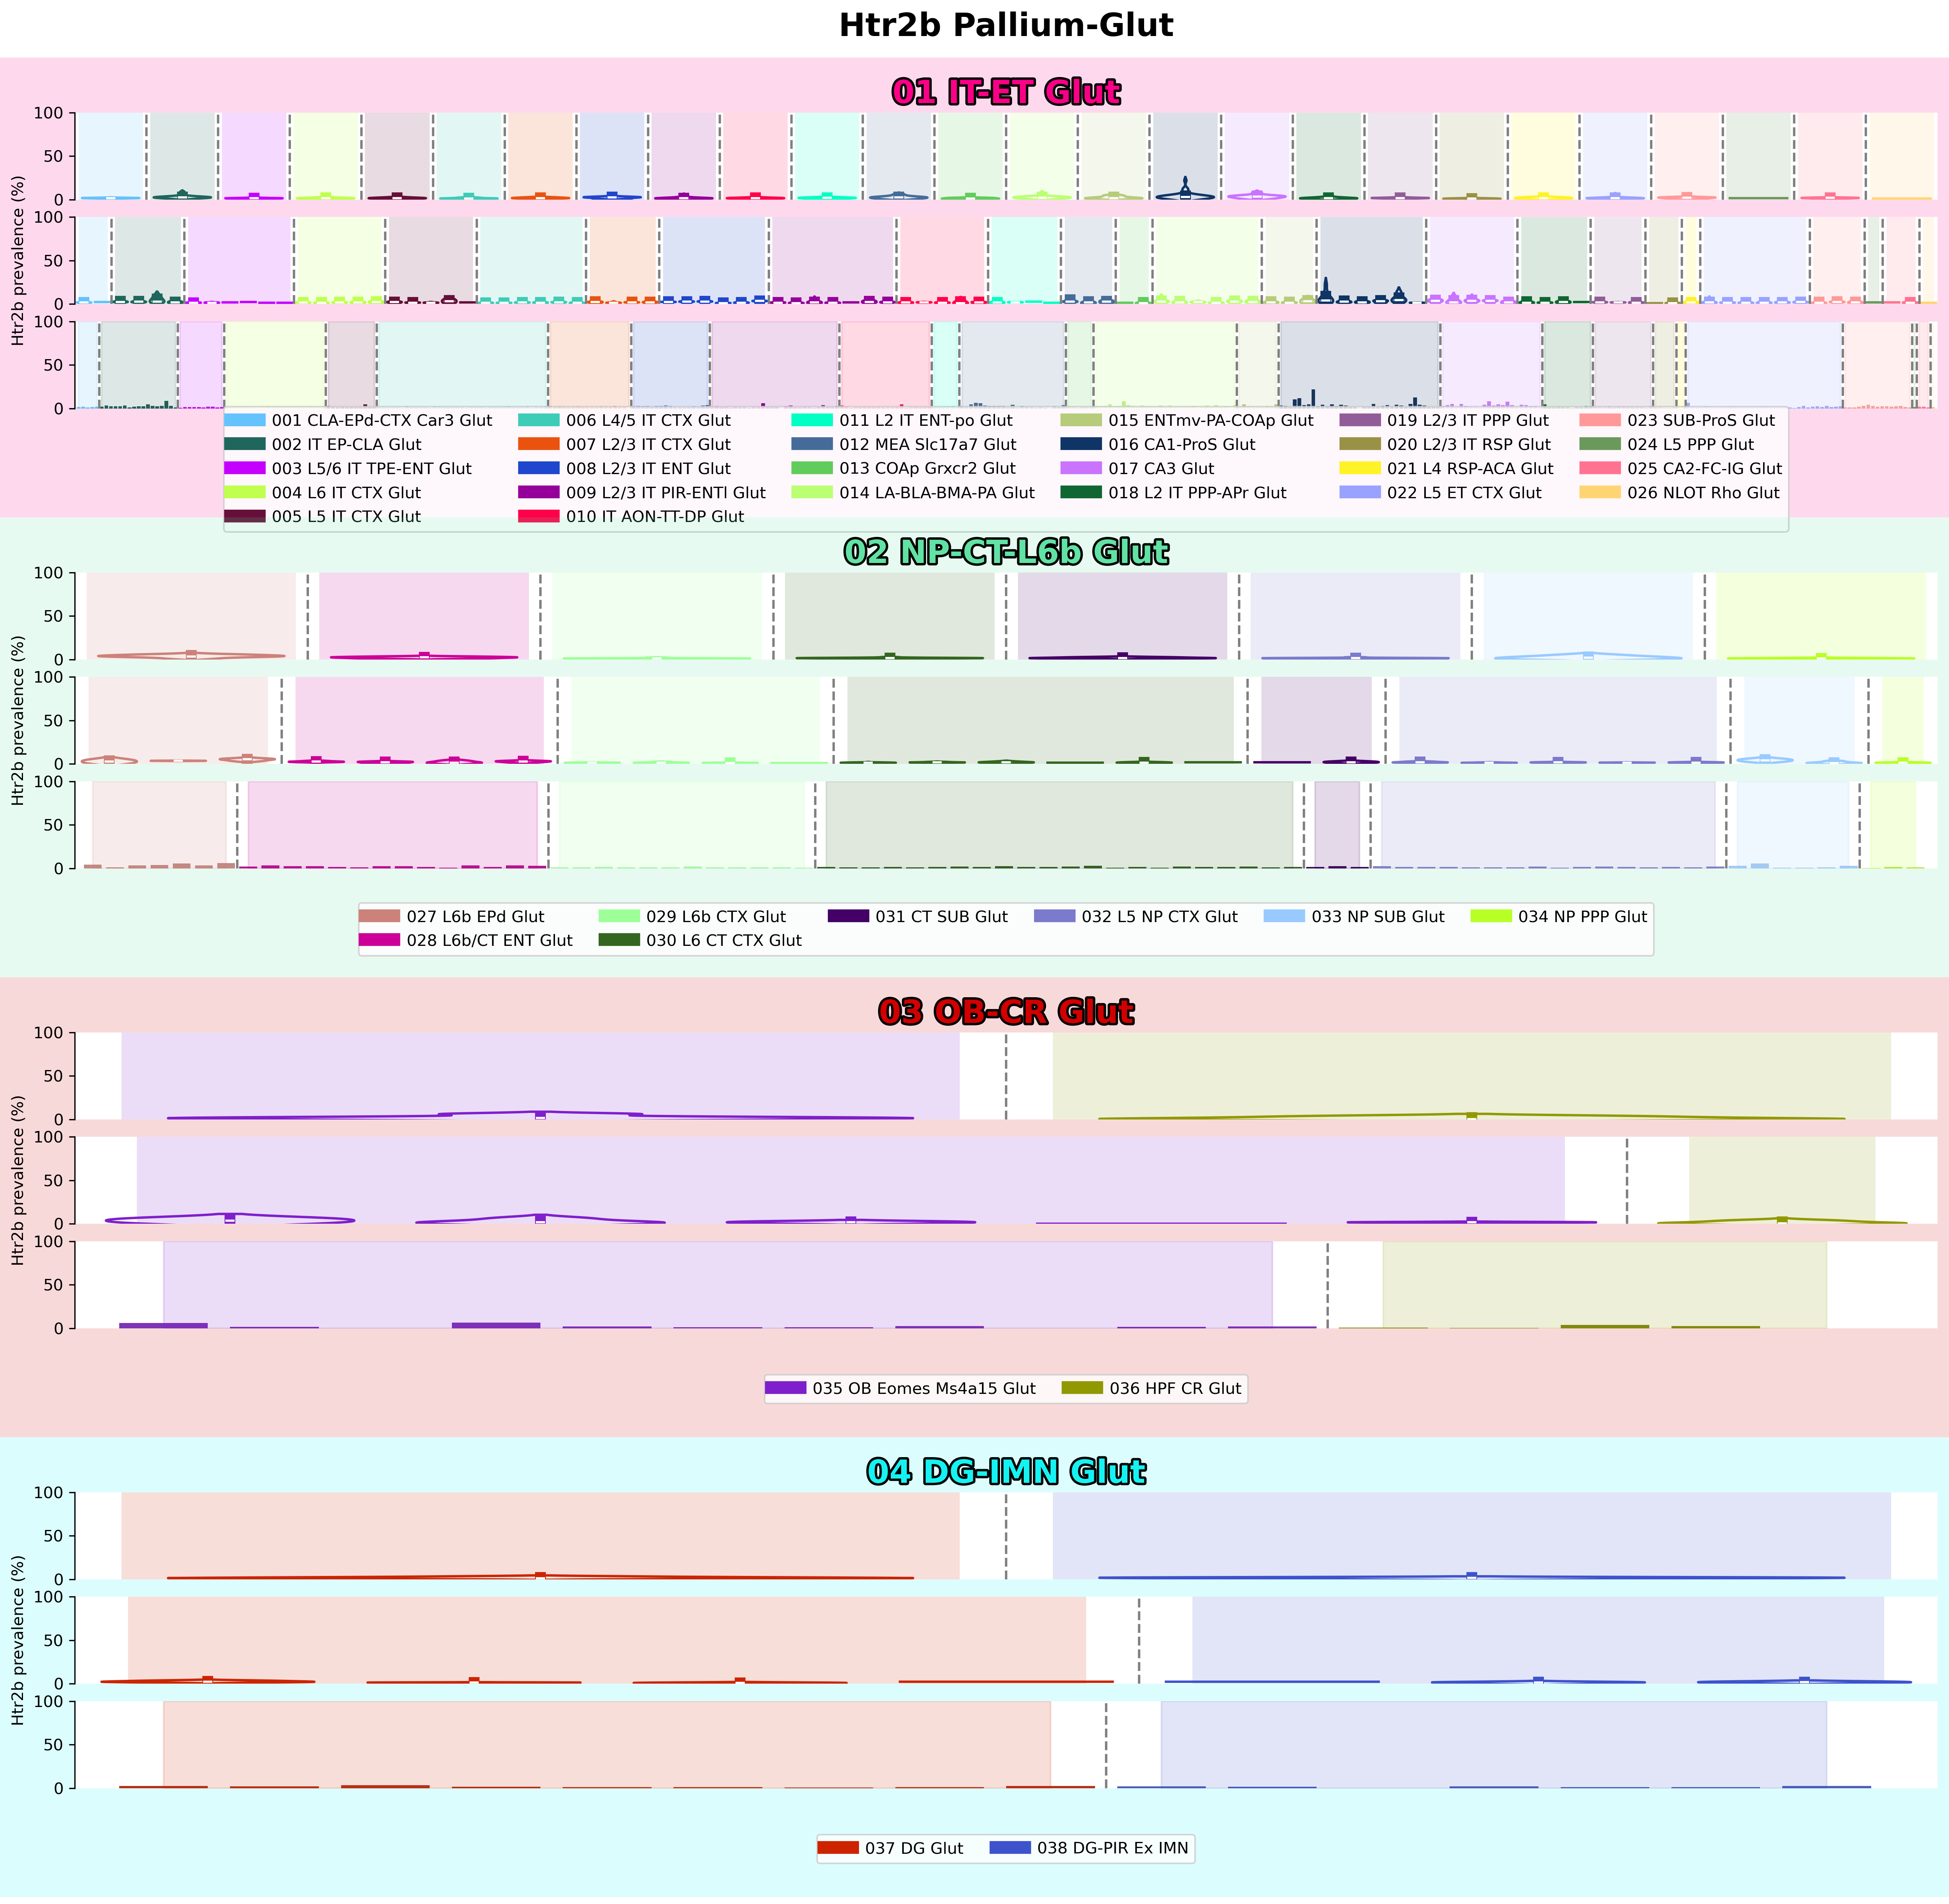 Htr2b Pallium-Glut
01 IT-ET Glut
Htr2b prevalence (%)
100
50
0
100
50
0
Htr2b prevalence (%)
100
50
0
001 CLA-EPd-CTX Car3 Glut
002 IT EP-CLA Glut
003 L5/6 IT TPE-ENT Glut
004 L6 IT CTX Glut
005 L5 IT CTX Glut
006 L4/5 IT CTX Glut
007 L2/3 IT CTX Glut
008 L2/3 IT ENT Glut
009 L2/3 IT PIR-ENTl Glut
010 IT AON-TT-DP Glut
011 L2 IT ENT-po Glut
012 MEA Slc17a7 Glut
013 COAp Grxcr2 Glut
014 LA-BLA-BMA-PA Glut
015 ENTmv-PA-COAp Glut
016 CA1-ProS Glut
017 CA3 Glut
018 L2 IT PPP-APr Glut
019 L2/3 IT PPP Glut
020 L2/3 IT RSP Glut
021 L4 RSP-ACA Glut
022 L5 ET CTX Glut
023 SUB-ProS Glut
024 L5 PPP Glut
025 CA2-FC-IG Glut
026 NLOT Rho Glut
02 NP-CT-L6b Glut
100
50
0
Htr2b prevalence (%)
100
50
0
100
50
0
027 L6b EPd Glut
028 L6b/CT ENT Glut
029 L6b CTX Glut
030 L6 CT CTX Glut
031 CT SUB Glut
032 L5 NP CTX Glut
033 NP SUB Glut
034 NP PPP Glut
03 OB-CR Glut
100
50
0
Htr2b prevalence (%)
100
50
0
100
50
0
035 OB Eomes Ms4a15 Glut
036 HPF CR Glut
04 DG-IMN Glut
100
50
0
Htr2b prevalence (%)
100
50
0
100
50
0
037 DG Glut
038 DG-PIR Ex IMN